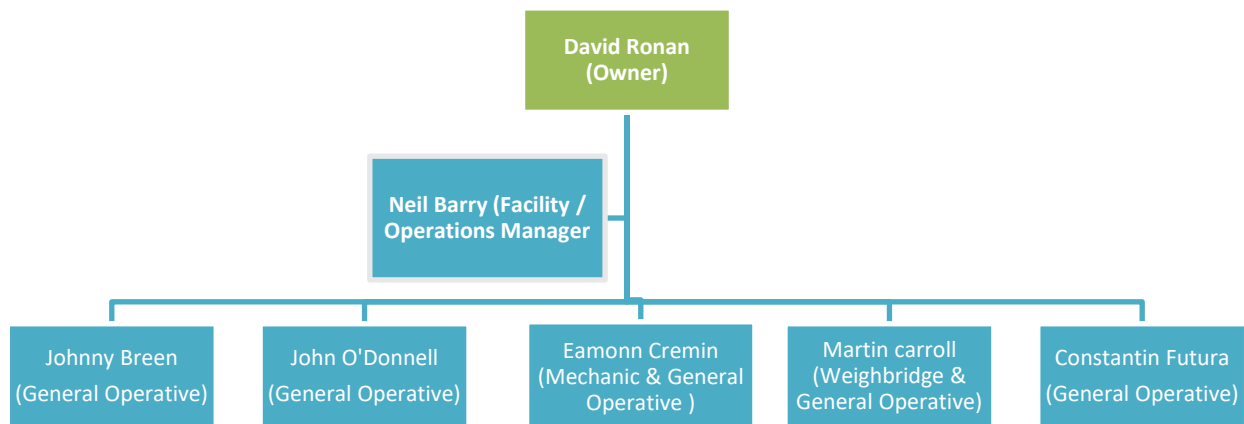 David Ronan
(Owner)
Neil Barry (Facility /
Operations Manager
Johnny Breen
(General Operative)
John O'Donnell
(General Operative)
Eamonn Cremin
(Mechanic & General
Operative )
Martin carroll
(Weighbridge &
General Operative)
Constantin Futura
(General Operative)